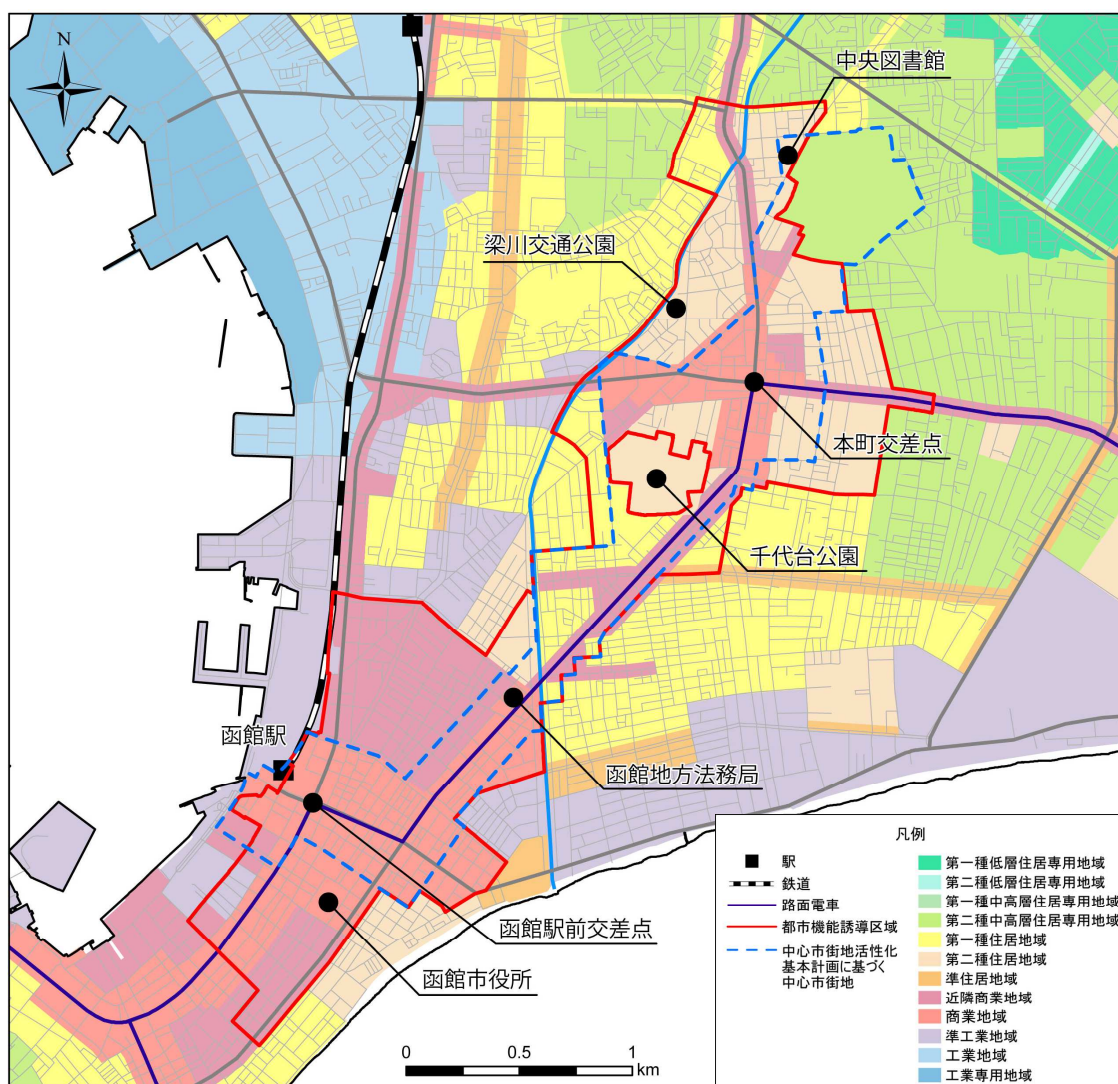 N
中央図書館
梁川交通公園
本町交差点
千代台公園
函館駅
函館地方法務局
函館駅前交差点
函館市役所
0 0.5 1
km
凡例
駅
鉄道
路面電車
都市機能誘導区域
中心市街地活性化
基本計画に基づく
中心市街地
第一種低層住居専用地域
第二種低層住居専用地域
第一種中高層住居専用地域
第二種中高層住居専用地域
第一種住居地域
第二種住居地域
準住居地域
近隣商業地域
商業地域
準工業地域
工業地域
工業専用地域